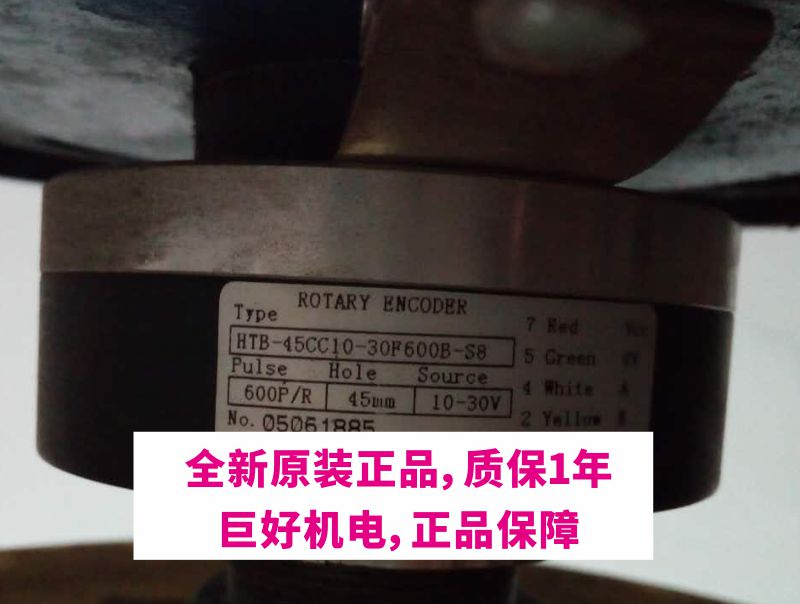 ROTARY ENCODER
Type
HTB-45CC10-30F600B-S8
Pulse Hole Source
600P/R 45mm 10-30V
No. 05061885
7 Red Vcc
5 Green 0V
4 White A
2 Yellow B
全新原装正品，质保1年
巨好机电，正品保障